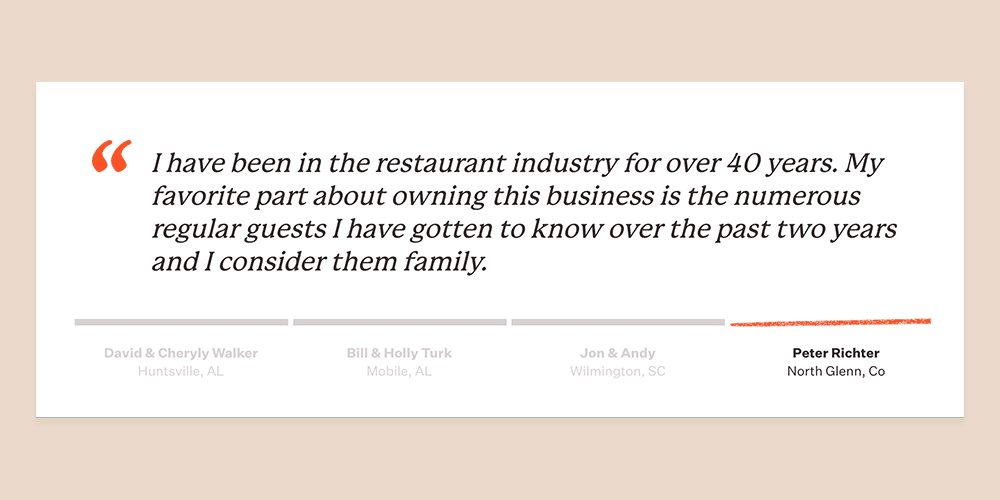 “ I have been in the restaurant industry for over 40 years. My
favorite part about owning this business is the numerous
regular guests I have gotten to know over the past two years
and I consider them family.
David & Cheryly Walker
Huntsville, AL
Bill & Holly Turk
Mobile, AL
Jon & Andy
Wilmington, SC
Peter Richter
North Glenn, Co